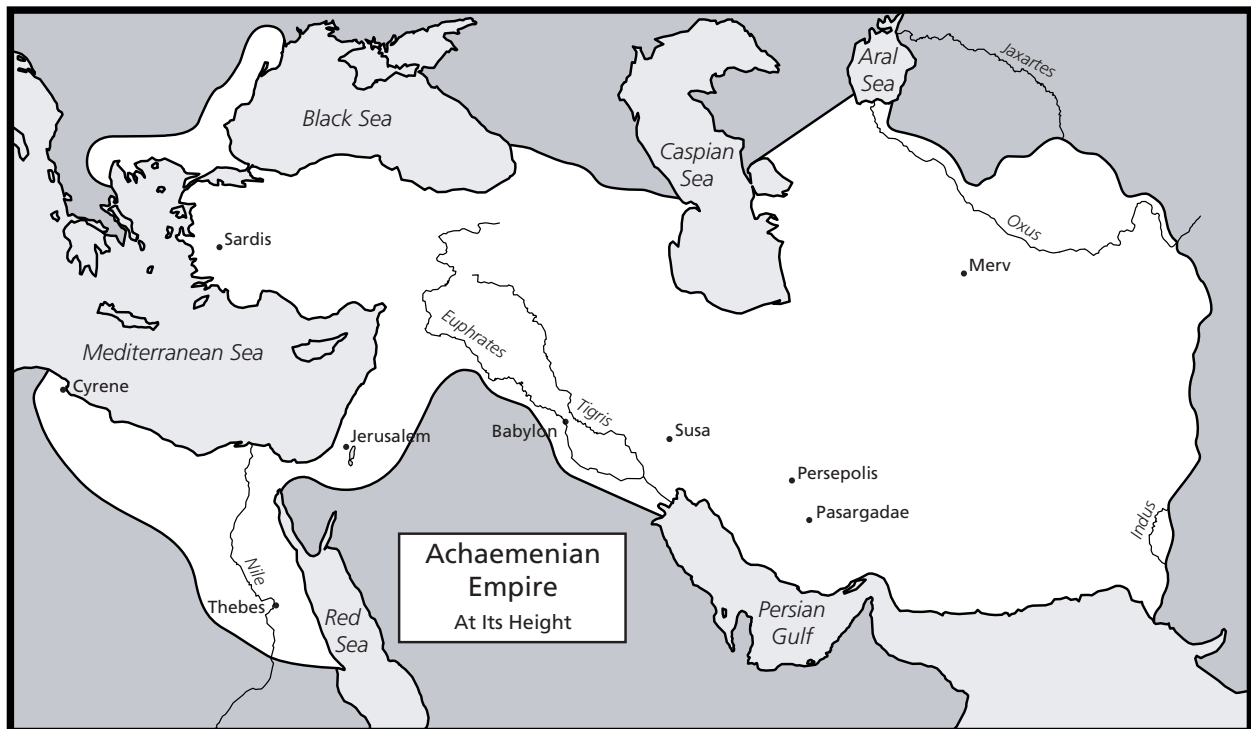 Aral
Sea
Jaxartes
Black Sea
Caspian
Sea
Oxus
Sardis
Merv
Euphrates
Mediterranean Sea
Cyrene
Tigris
Babylon
Susa
Jerusalem
Persepolis
Pasargadae
Indus
Achaemenian
Empire
At Its Height
Nile
Thebes
Red
Sea
Persian
Gulf